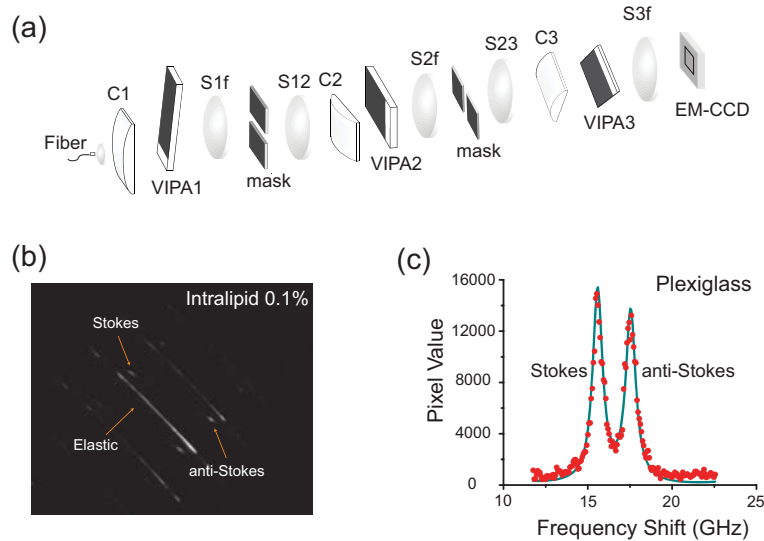 (a)
C1
VIPA1
S1f
S12
C2
S2f
S23
C3
S3f
Fiber
mask
VIPA2
mask
VIPA3
EM-CCD
(b)
Intralipid 0.1%
Stokes
Elastic
anti-Stokes
(c)
Plexiglass
Stokes
anti-Stokes
Pixel Value
16000
12000
8000
4000
0
10
15
20
25
Frequency Shift (GHz)